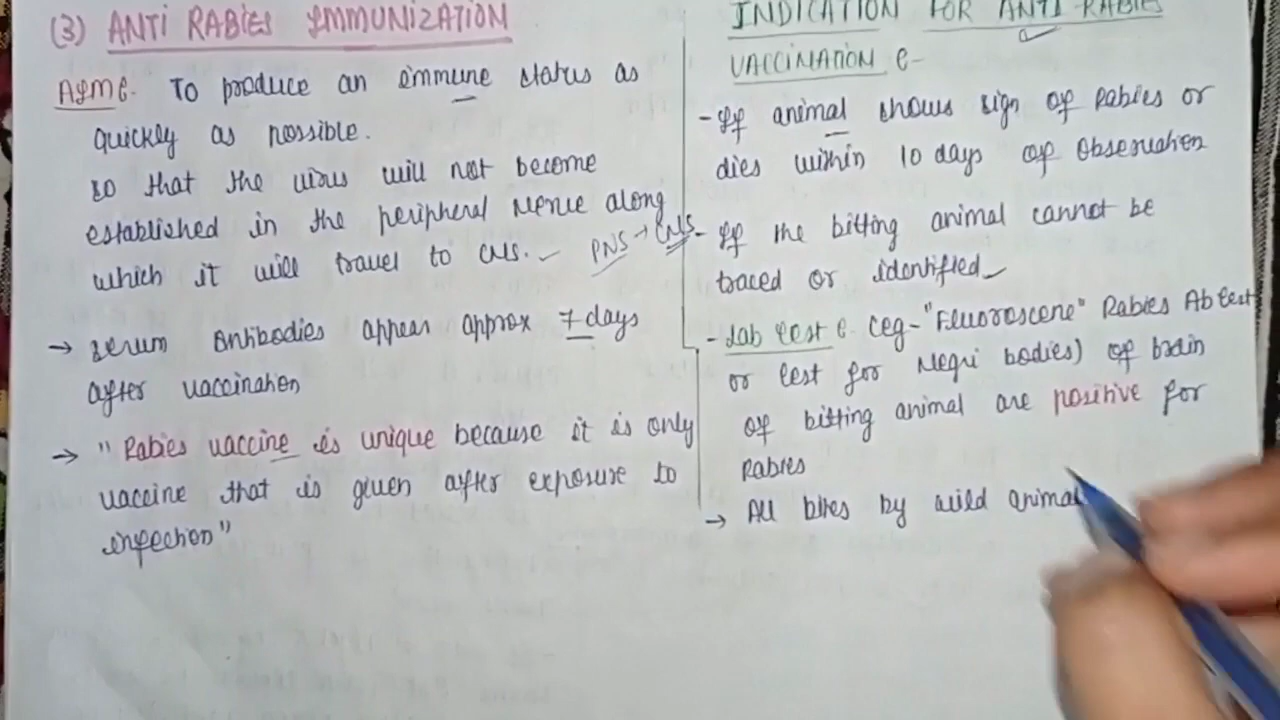 (3) ANTI RABIES IMMUNIZATION
AIM :- To produce an immune status as
quickly as possible.
so that the virus will not become
established in the peripheral nerve along
which it will travel to CNS. PNS → CNS
→ Serum Antibodies appear approx 7 days
after vaccination
→ "Rabies vaccine is unique because it is only
vaccine that is given after exposure to
infection"
INDICATION FOR ANTI RABIES
VACCINATION :-
- If animal shows sign of Rabies or
dies within 10 days of Observation
- If the bitting animal cannot be
traced or identified
- Lab test :- (eg - "Fluoroscene" Rabies Ab test
or test for Negri bodies) of brain
of bitting animal are positive for
Rabies
→ All bites by wild animal